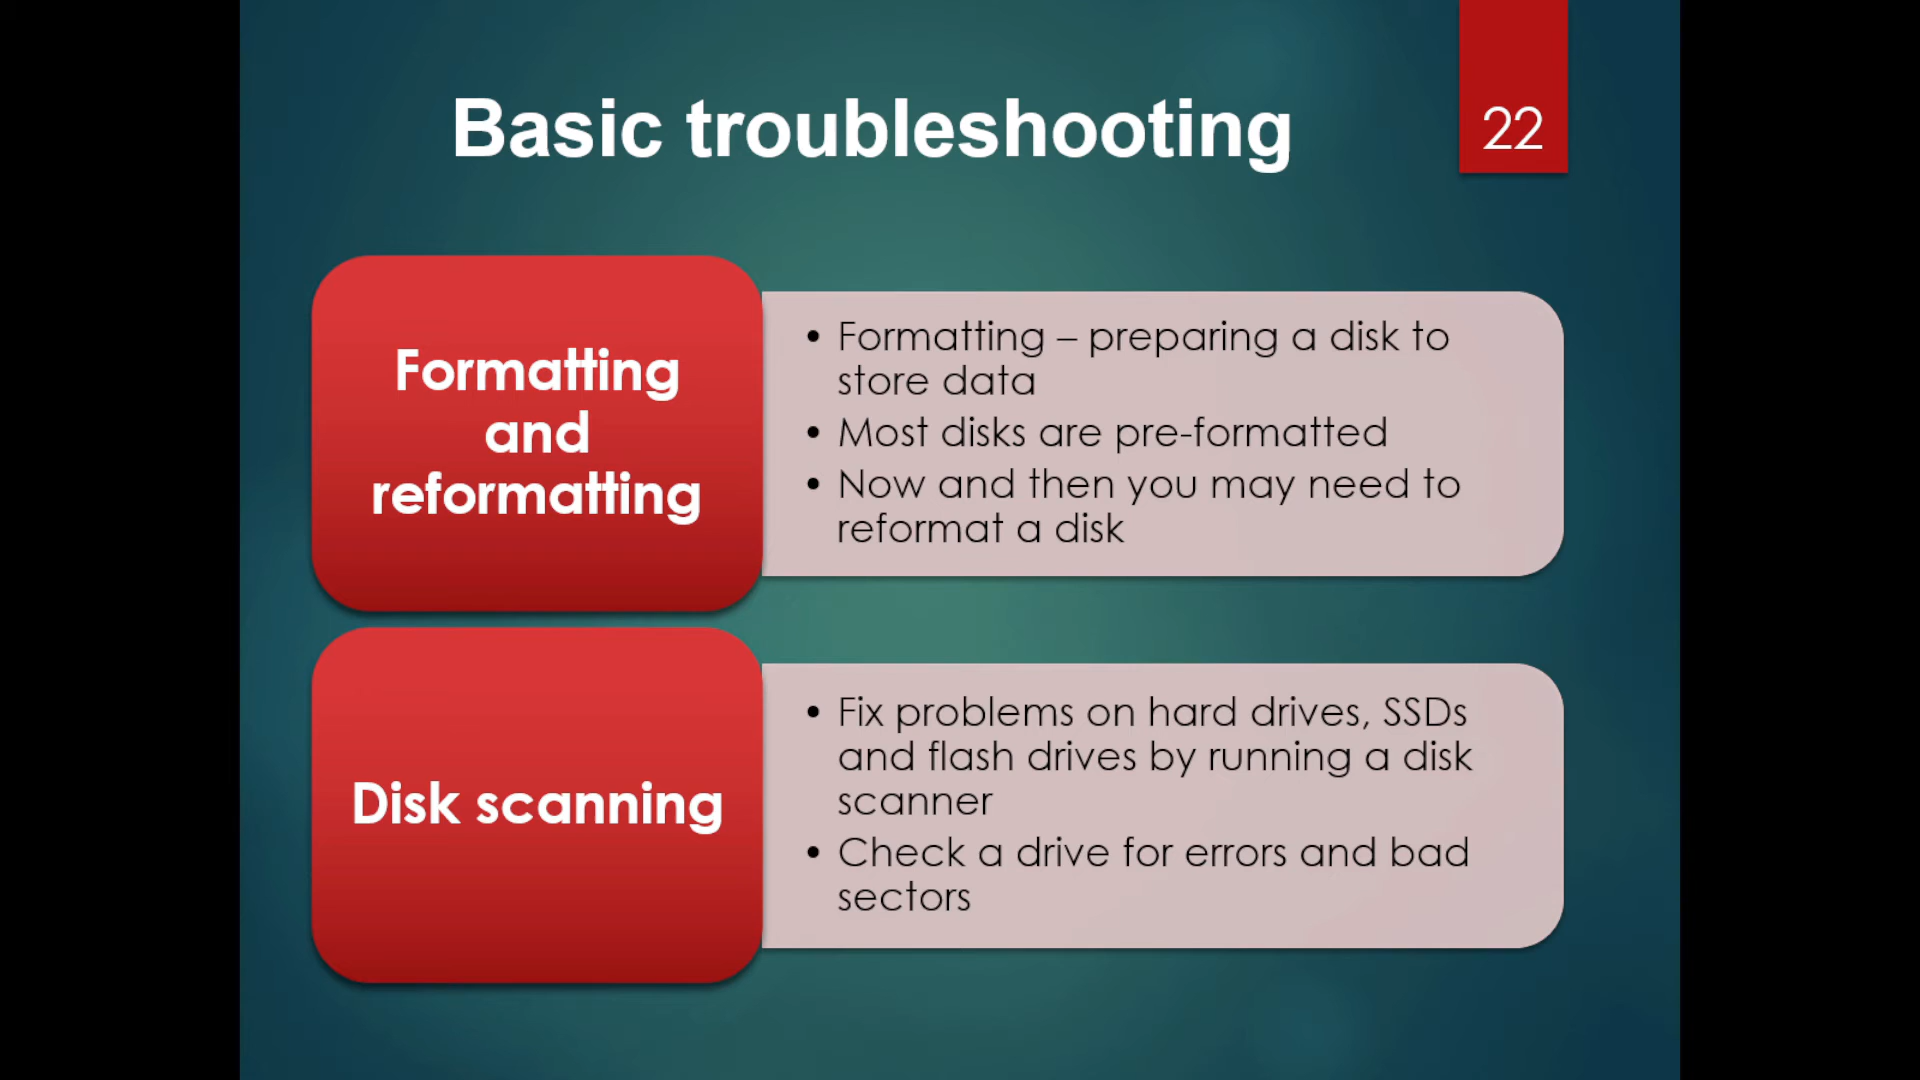 Basic troubleshooting
22
Formatting
and
reformatting
• Formatting – preparing a disk to
store data
• Most disks are pre-formatted
• Now and then you may need to
reformat a disk
Disk scanning
• Fix problems on hard drives, SSDs
and flash drives by running a disk
scanner
• Check a drive for errors and bad
sectors